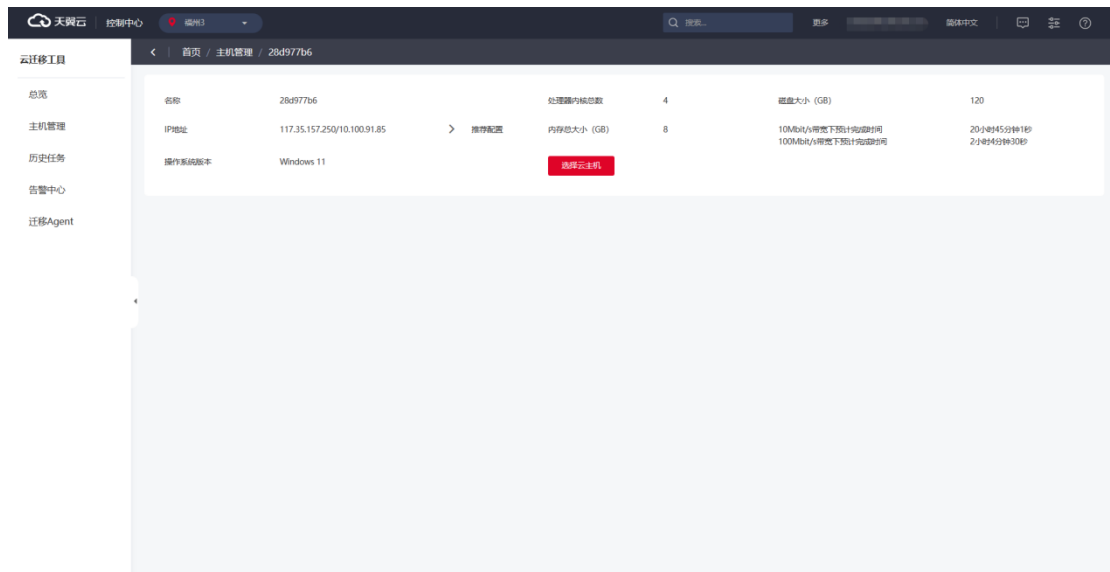 天翼云 控制中心 福州3 搜索... 更多 简体中文
云迁移工具
首页 / 主机管理 / 28d977b6
总览
主机管理
历史任务
告警中心
迁移Agent
名称 28d977b6 处理器内核总数 4 磁盘大小（GB） 120
IP地址 117.35.157.250/10.100.91.85 推荐配置 内存总大小（GB） 8 10Mbit/s带宽下预计完成时间 20小时45分钟1秒
100Mbit/s带宽下预计完成时间 2小时4分钟30秒
操作系统版本 Windows 11 选择云主机